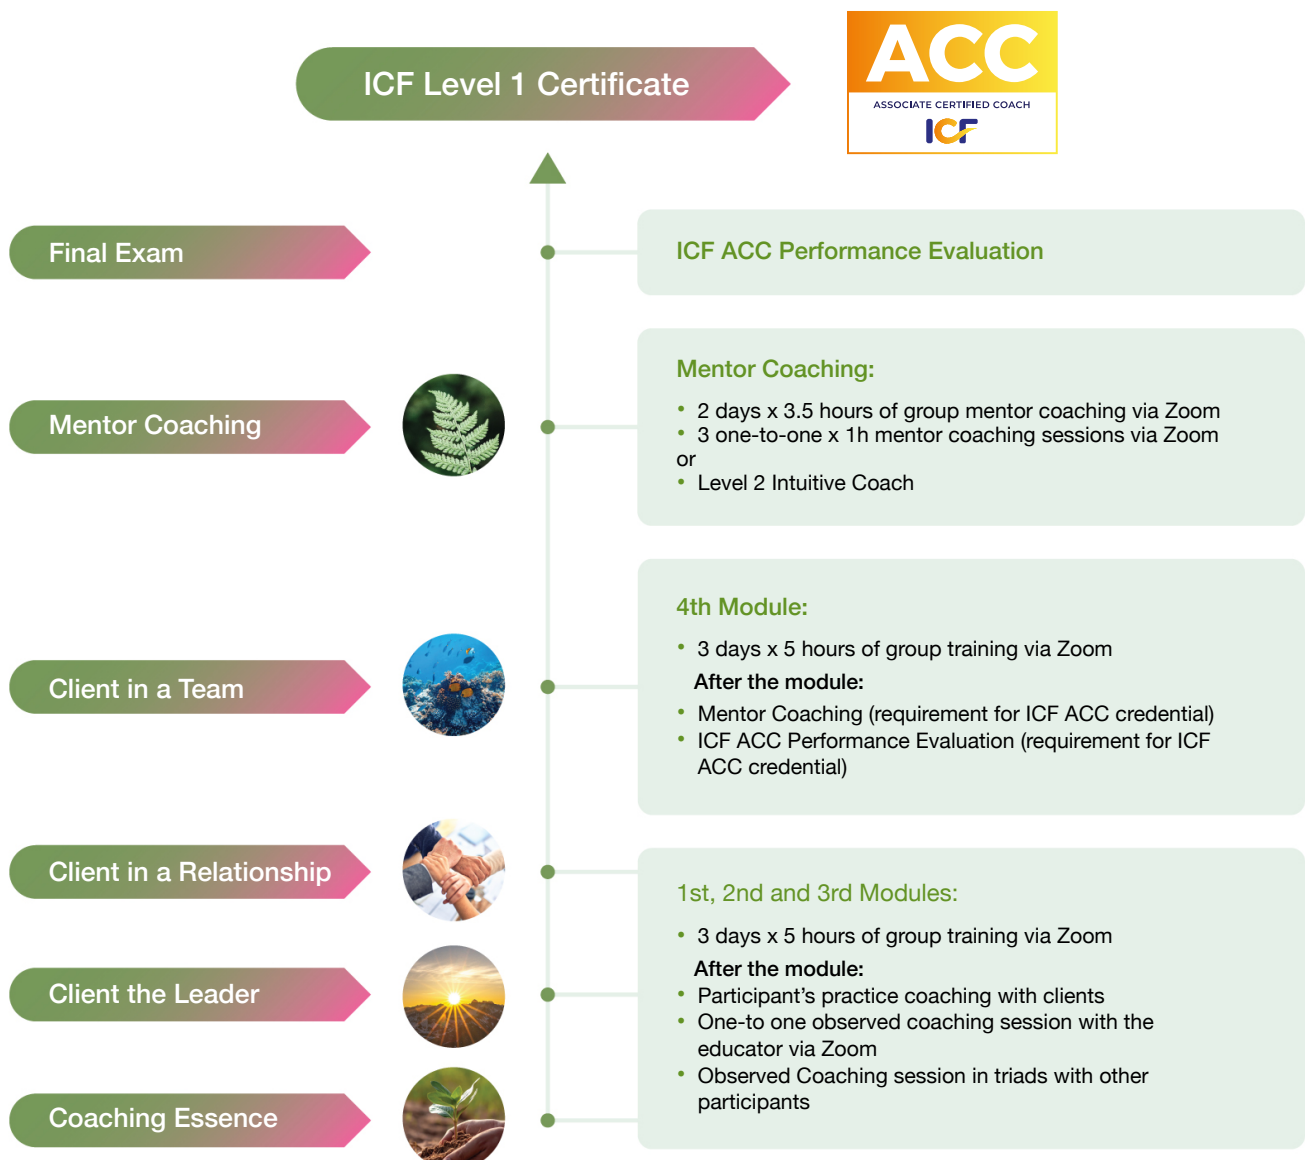 ICF Level 1 Certificate
ACC
ASSOCIATE CERTIFIED COACH
ICF
Final Exam
ICF ACC Performance Evaluation
Mentor Coaching
Mentor Coaching:
• 2 days x 3.5 hours of group mentor coaching via Zoom
• 3 one-to-one x 1h mentor coaching sessions via Zoom
or
• Level 2 Intuitive Coach
Client in a Team
4th Module:
• 3 days x 5 hours of group training via Zoom
After the module:
• Mentor Coaching (requirement for ICF ACC credential)
• ICF ACC Performance Evaluation (requirement for ICF
ACC credential)
Client in a Relationship
Client the Leader
Coaching Essence
1st, 2nd and 3rd Modules:
• 3 days x 5 hours of group training via Zoom
After the module:
• Participant's practice coaching with clients
• One-to one observed coaching session with the
educator via Zoom
• Observed Coaching session in triads with other
participants